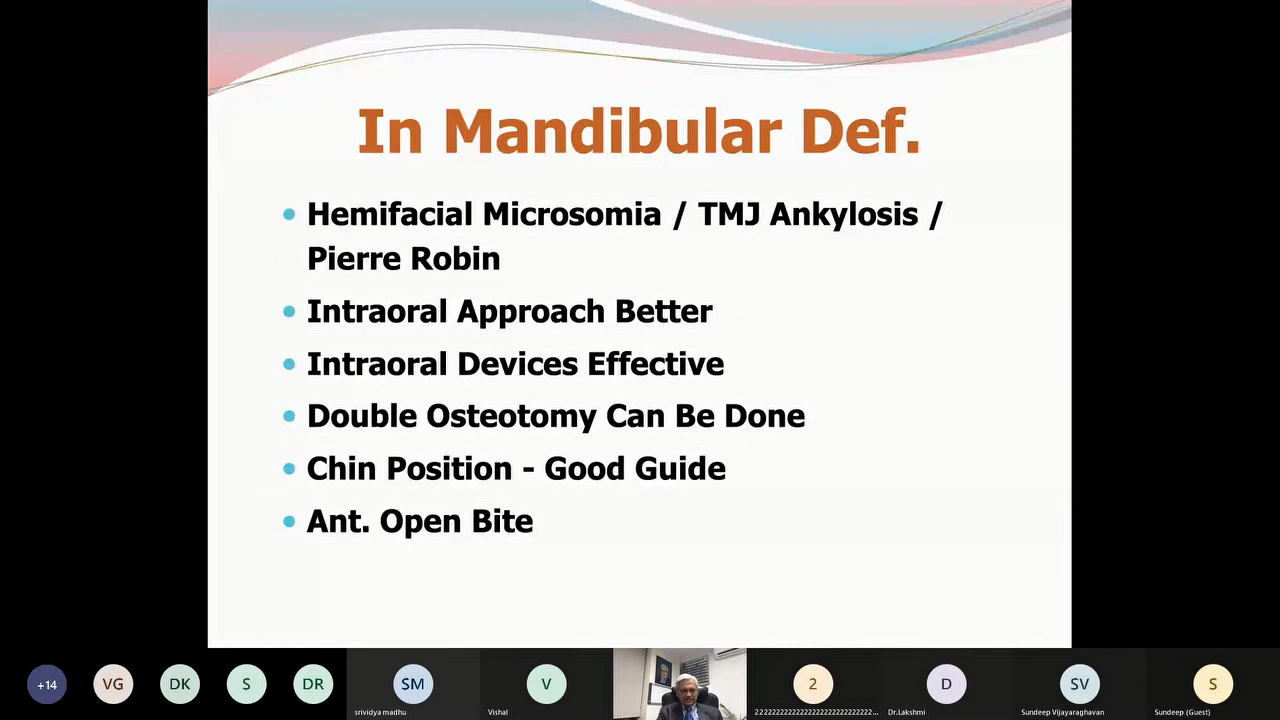 In Mandibular Def.
Hemifacial Microsomia / TMJ Ankylosis /
Pierre Robin
Intraoral Approach Better
Intraoral Devices Effective
Double Osteotomy Can Be Done
Chin Position - Good Guide
Ant. Open Bite
+14
VG
DK
S
DR
SM
V
2
D
SV
S
srividya madhu
Vishal
Dr.Lakshmi
Sundeep Vijayaraghavan
Sundeep (Guest)